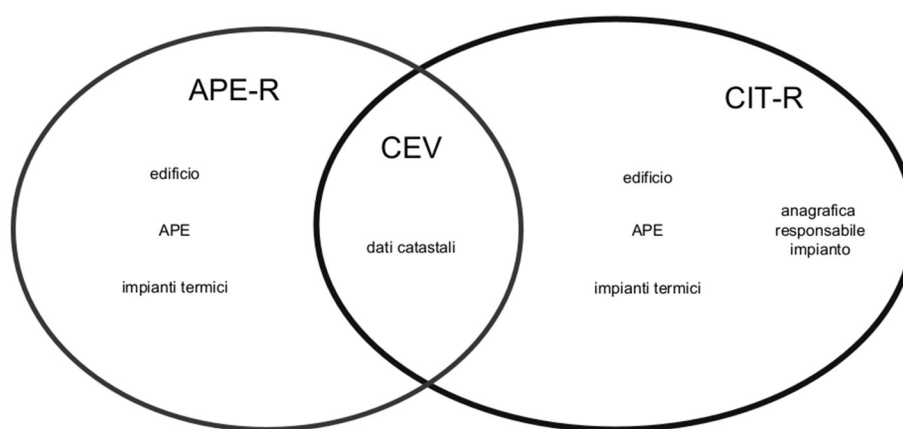 APE-R
CIT-R
CEV
edificio
APE
impianti termici
dati catastali
edificio
APE
impianti termici
anagrafica
responsabile
impianto